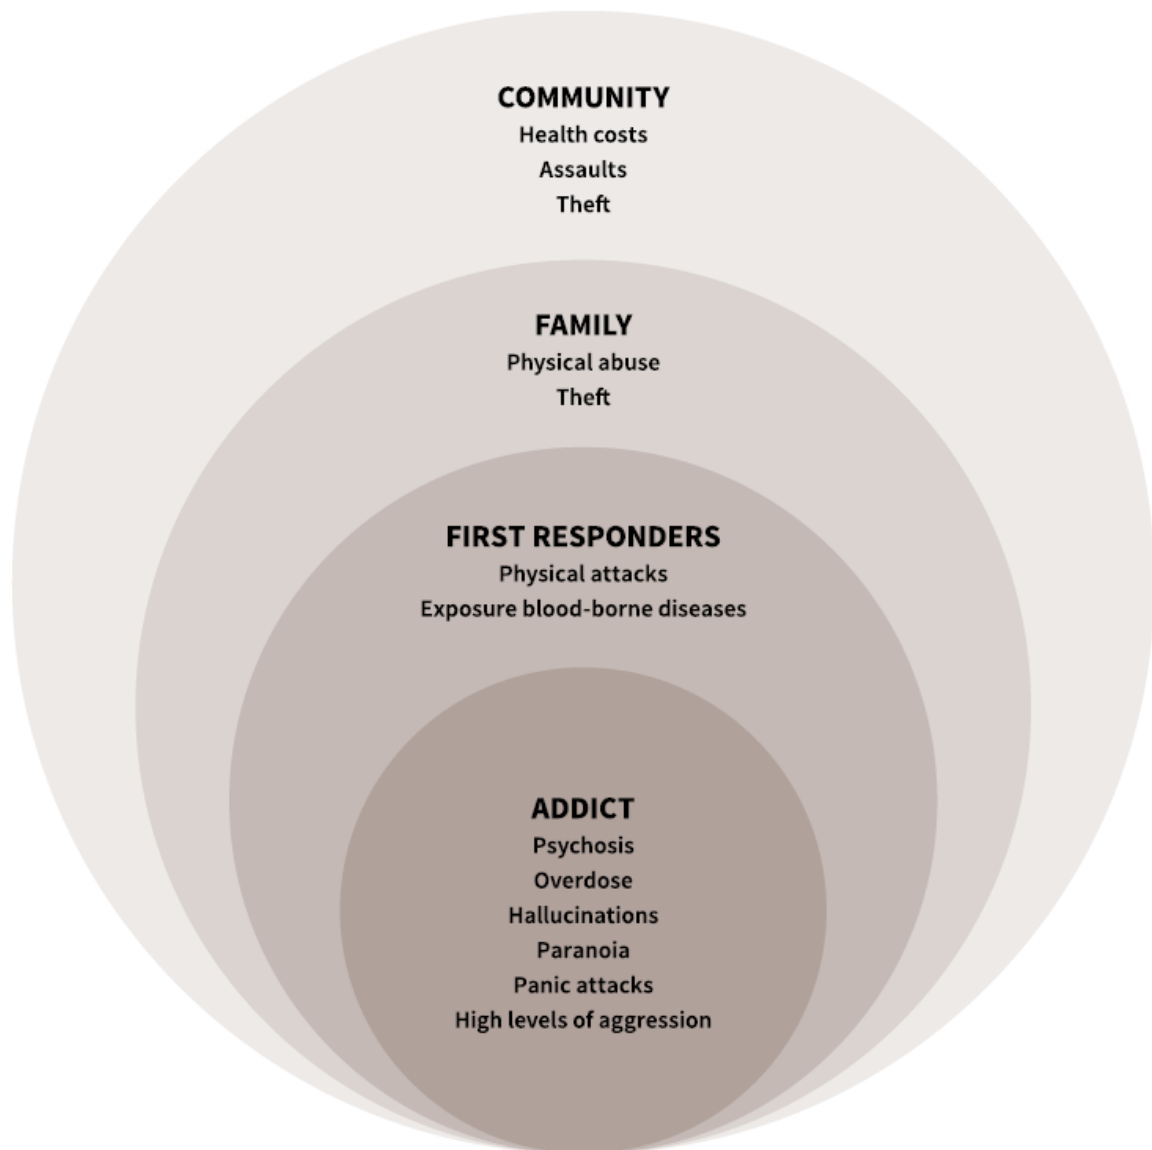 COMMUNITY
Health costs
Assaults
Theft
FAMILY
Physical abuse
Theft
FIRST RESPONDERS
Physical attacks
Exposure blood-borne diseases
ADDICT
Psychosis
Overdose
Hallucinations
Paranoia
Panic attacks
High levels of aggression